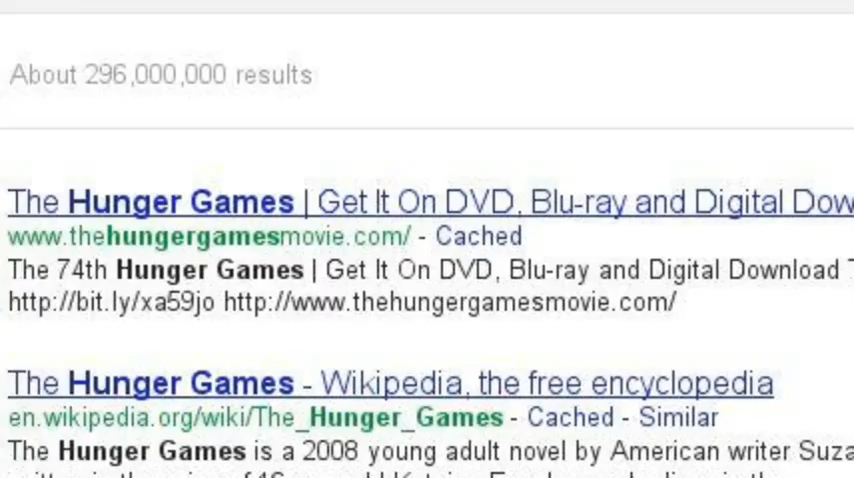 About 296,000,000 results
The Hunger Games | Get It On DVD, Blu-ray and Digital Dow
www.thehungergamesmovie.com/ - Cached
The 74th Hunger Games | Get It On DVD, Blu-ray and Digital Download T
http://bit.ly/xa59jo http://www.thehungergamesmovie.com/
The Hunger Games - Wikipedia, the free encyclopedia
en.wikipedia.org/wiki/The_Hunger_Games - Cached - Similar
The Hunger Games is a 2008 young adult novel by American writer Suza